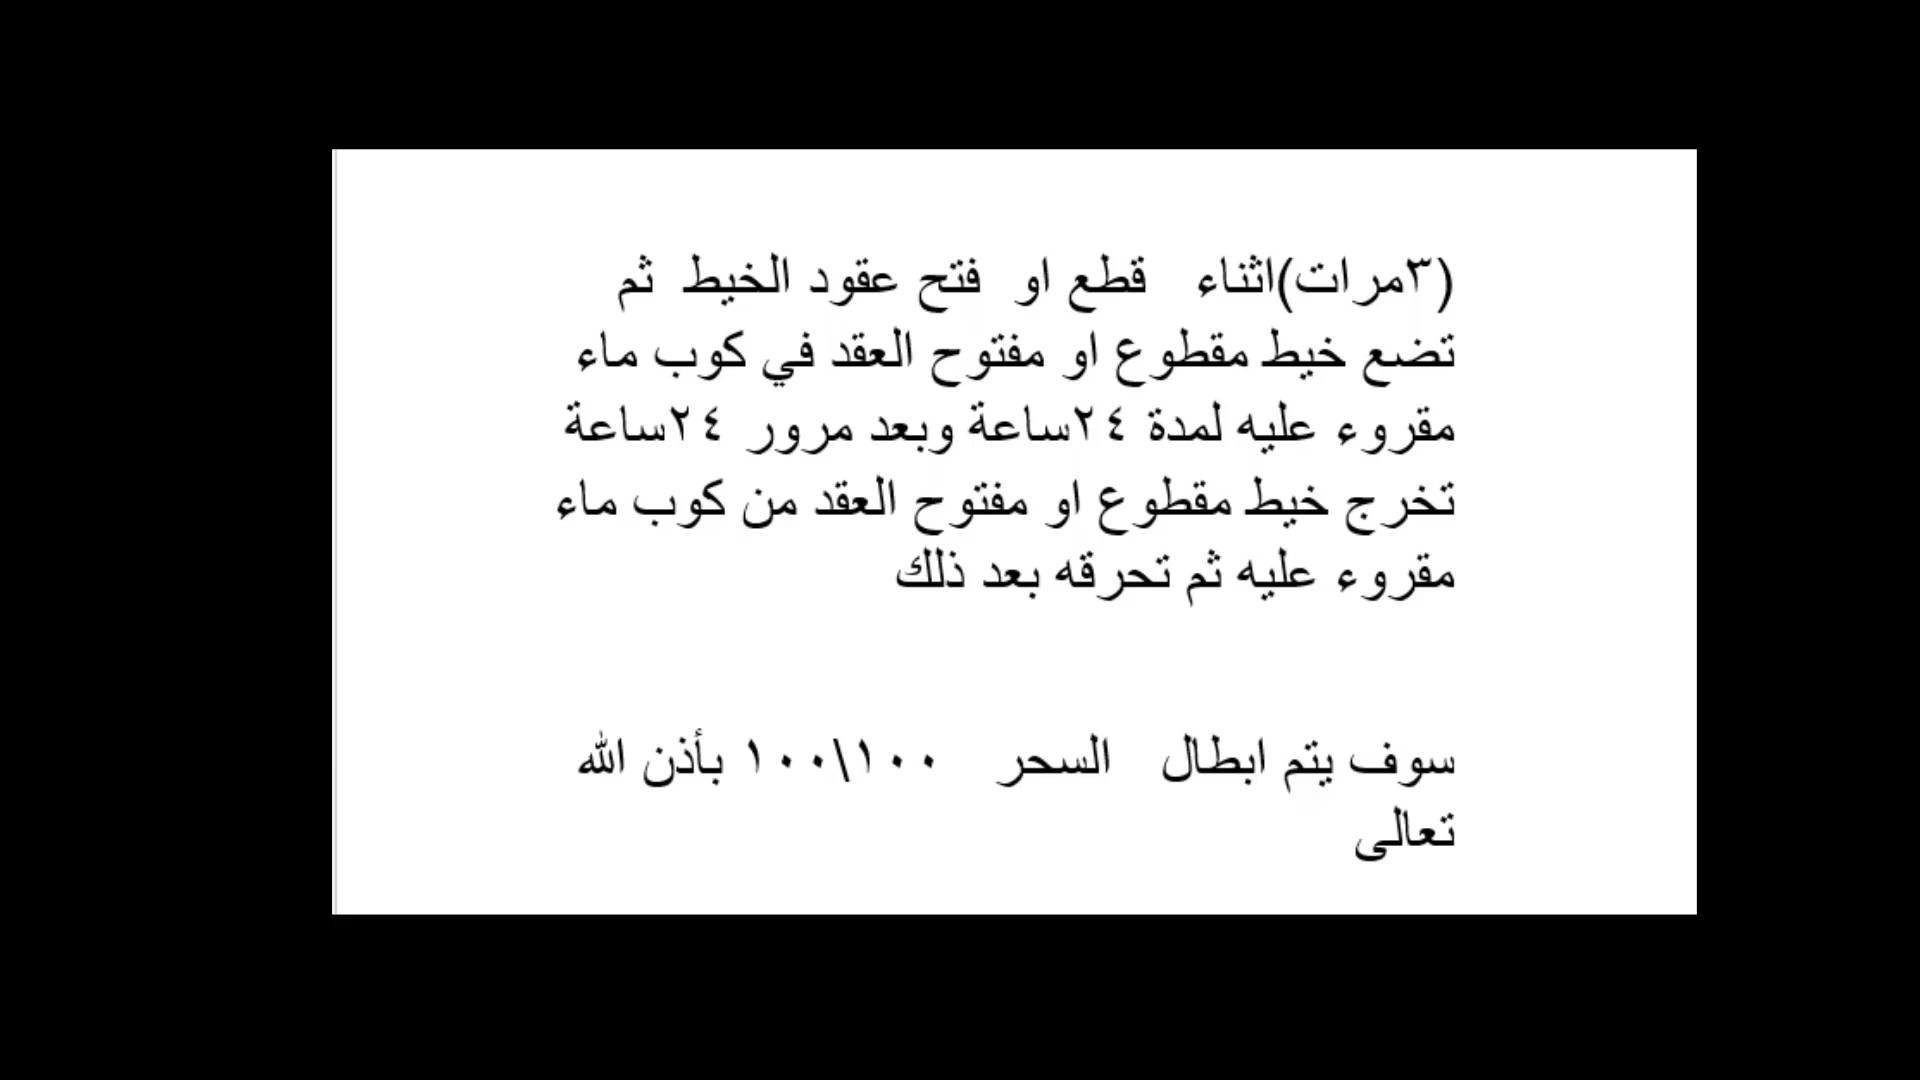 (٣مرات)اثناء قطع او فتح عقود الخيط ثم
تضع خيط مقطوع او مفتوح العقد في كوب ماء
مقروء عليه لمدة ٢٤ساعة وبعد مرور ٢٤ساعة
تخرج خيط مقطوع او مفتوح العقد من كوب ماء
مقروء عليه ثم تحرقه بعد ذلك
سوف يتم ابطال السحر ١٠٠\١٠٠ بأذن الله
تعالى